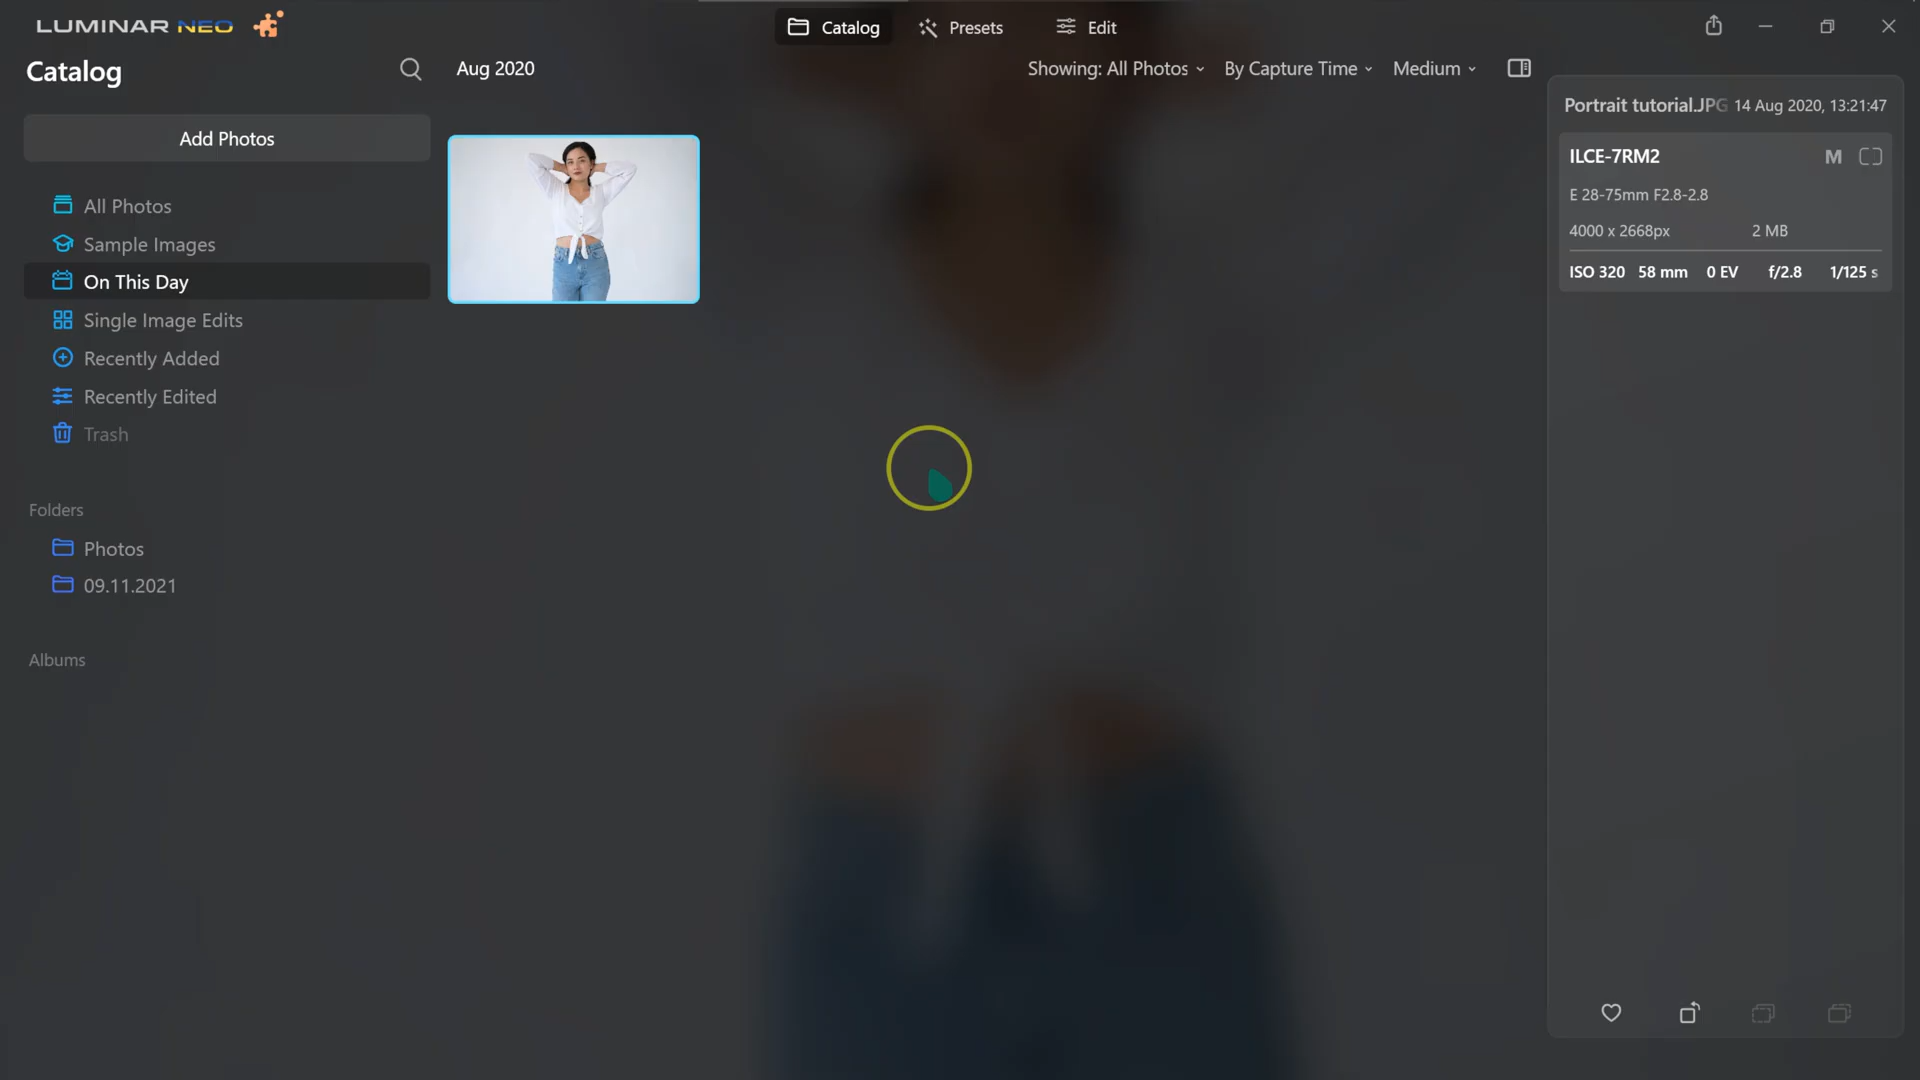 LUMINAR NEO
Catalog
Presets
Edit
Catalog
Aug 2020
Showing: All Photos
By Capture Time
Medium
Add Photos
All Photos
Sample Images
On This Day
Single Image Edits
Recently Added
Recently Edited
Trash
Folders
Photos
09.11.2021
Albums
Portrait tutorial.JPG 14 Aug 2020, 13:21:47
ILCE-7RM2 M
E 28-75mm F2.8-2.8
4000 x 2668px 2 MB
ISO 320 58 mm 0 EV f/2.8 1/125 s